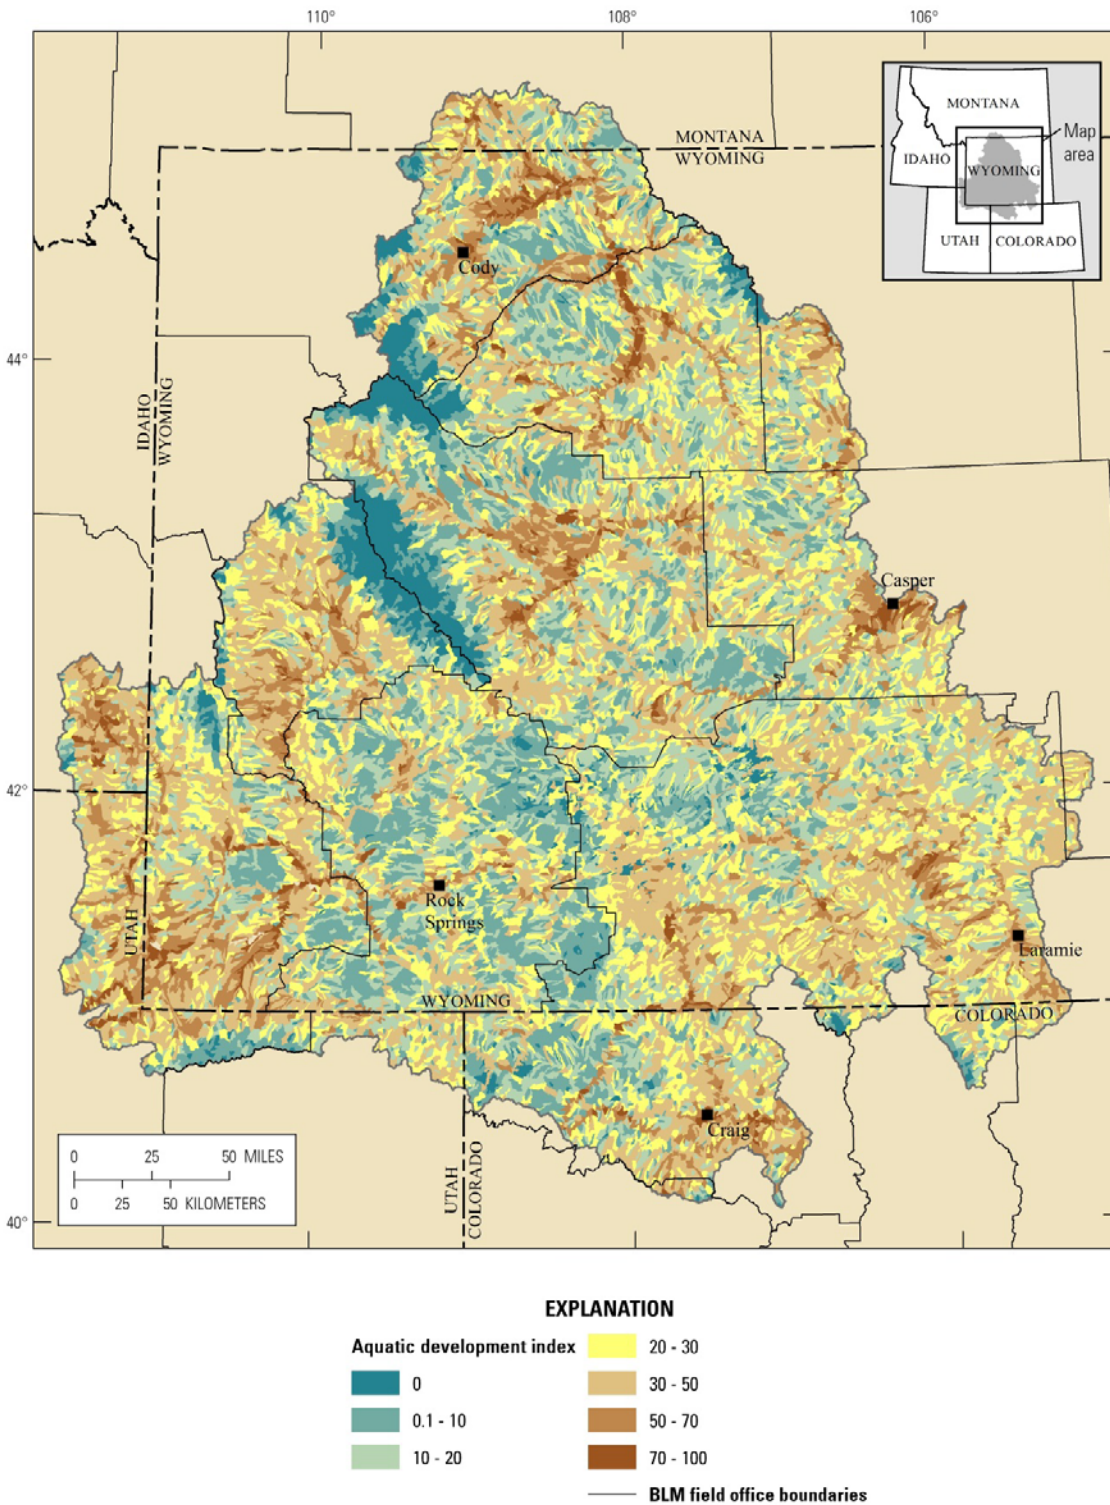 110°
108°
106°
MONTANA
WYOMING
MONTANA
IDAHO
WYOMING
UTAH
COLORADO
Map
area
Cody
44°
IDAHO
WYOMING
Casper
42°
Rock
Springs
UTAH
WYOMING
Laramie
COLORADO
Craig
0 25 50 MILES
0 25 50 KILOMETERS
UTAH
COLORADO
40°
EXPLANATION
Aquatic development index
0
0.1 - 10
10 - 20
20 - 30
30 - 50
50 - 70
70 - 100
BLM field office boundaries